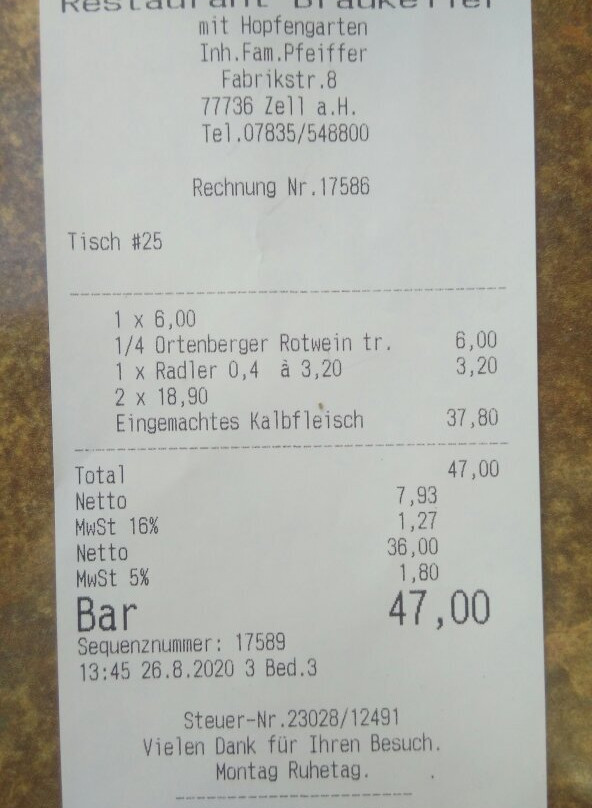 Restaurant Braukeller
mit Hopfengarten
Inh.Fam.Pfeiffer
Fabrikstr.8
77736 Zell a.H.
Tel.07835/548800
Rechnung Nr.17586
Tisch #25
1 x 6,00
1/4 Ortenberger Rotwein tr. 6,00
1 x Radler 0,4 à 3,20 3,20
2 x 18,90
Eingemachtes Kalbfleisch 37,80
Total 47,00
Netto 7,93
MwSt 16% 1,27
Netto 36,00
MwSt 5% 1,80
Bar 47,00
Sequenznummer: 17589
13:45 26.8.2020 3 Bed.3
Steuer-Nr.23028/12491
Vielen Dank für Ihren Besuch.
Montag Ruhetag.